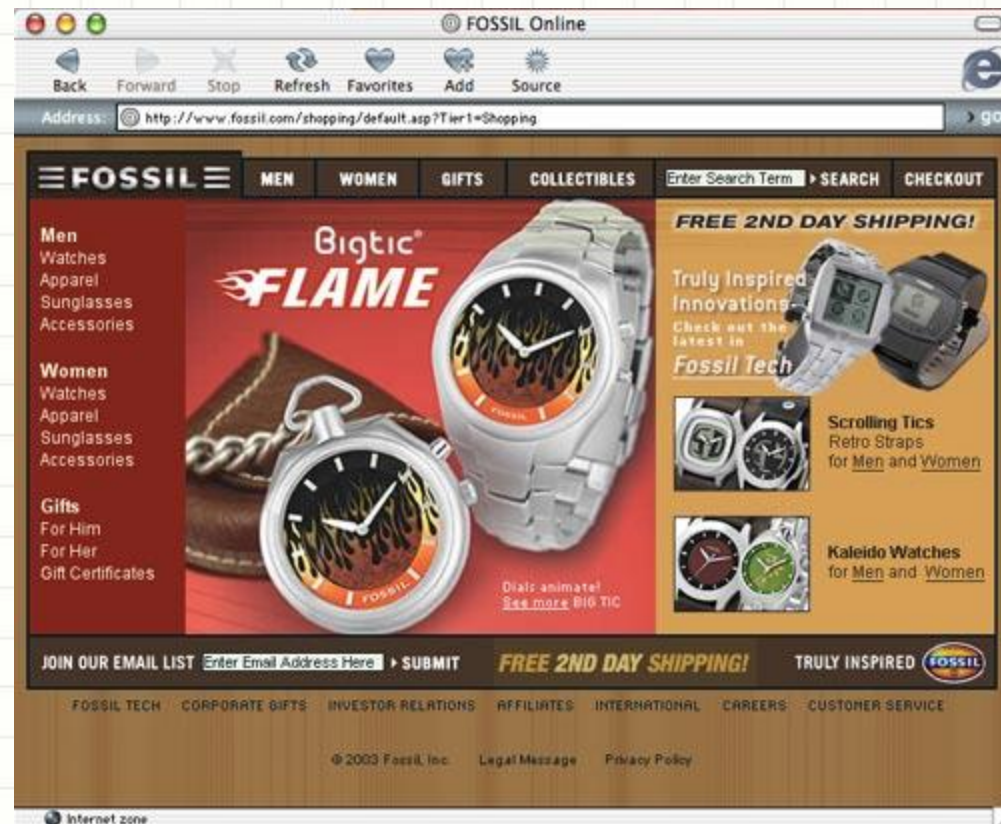 FOSSIL Online
Back Forward Stop Refresh Favorites Add Source
Address: http://www.fossil.com/shopping/default.asp?Tier1=Shopping go
FOSSIL MEN WOMEN GIFTS COLLECTIBLES Enter Search Term SEARCH CHECKOUT
Men
Watches
Apparel
Sunglasses
Accessories
Women
Watches
Apparel
Sunglasses
Accessories
Gifts
For Him
For Her
Gift Certificates
Bigtic®
FLAME
FOSSIL
FOSSIL
Dials animate!
See more BIG TIC
FREE 2ND DAY SHIPPING!
Truly Inspired
Innovations
Check out the
latest in
Fossil Tech
Scrolling Tics
Retro Straps
for Men and Women
Kaleido Watches
for Men and Women
JOIN OUR EMAIL LIST Enter Email Address Here SUBMIT FREE 2ND DAY SHIPPING! TRULY INSPIRED FOSSIL
FOSSIL TECH CORPORATE GIFTS INVESTOR RELATIONS AFFILIATES INTERNATIONAL CAREERS CUSTOMER SERVICE
© 2003 Fossil, Inc. Legal Message Privacy Policy
Internet zone